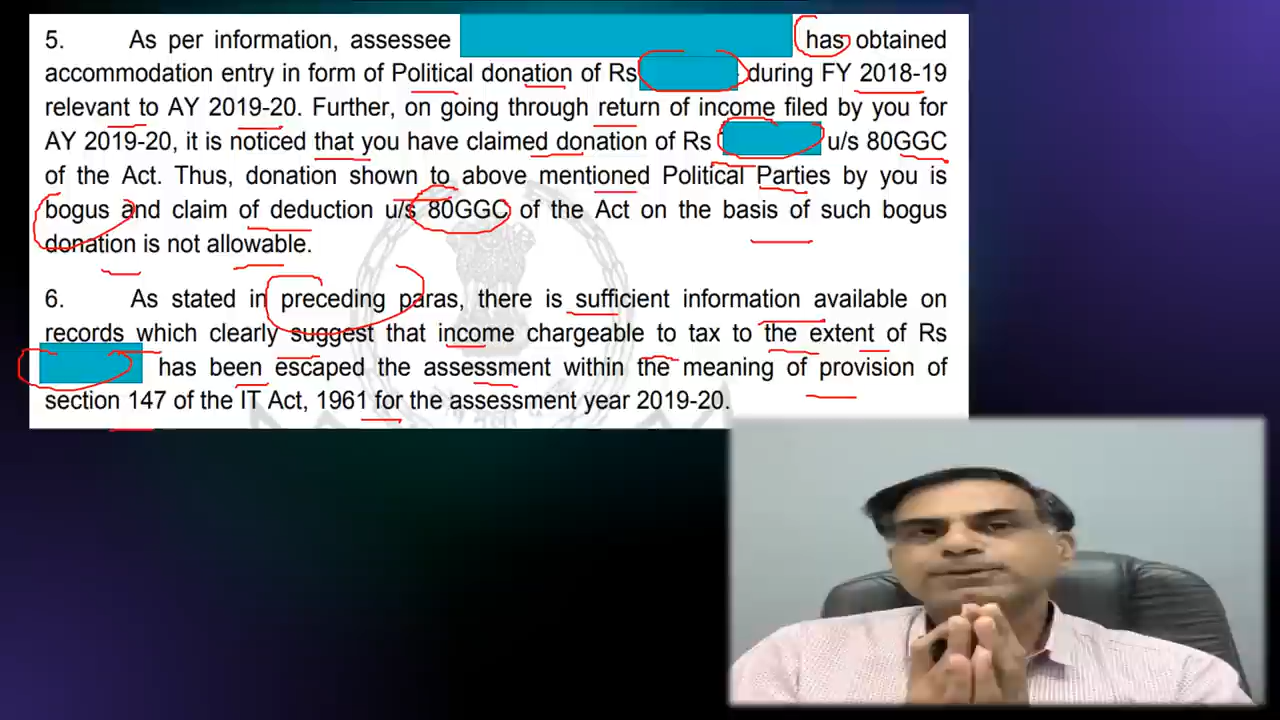 5. As per information, assessee has obtained
accommodation entry in form of Political donation of Rs during FY 2018-19
relevant to AY 2019-20. Further, on going through return of income filed by you for
AY 2019-20, it is noticed that you have claimed donation of Rs u/s 80GGC
of the Act. Thus, donation shown to above mentioned Political Parties by you is
bogus and claim of deduction u/s 80GGC of the Act on the basis of such bogus
donation is not allowable.
6. As stated in preceding paras, there is sufficient information available on
records which clearly suggest that income chargeable to tax to the extent of Rs
has been escaped the assessment within the meaning of provision of
section 147 of the IT Act, 1961 for the assessment year 2019-20.